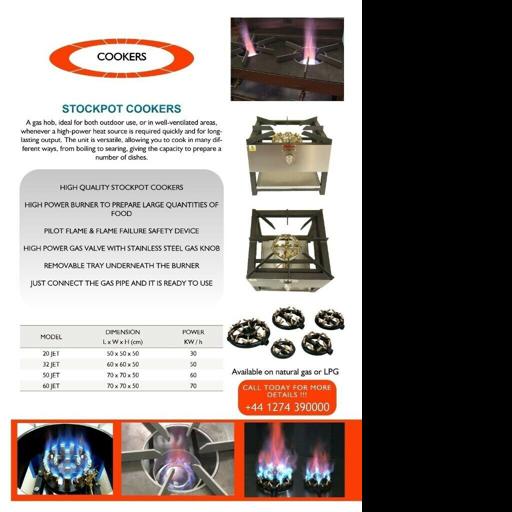 COOKERS
STOCKPOT COOKERS
A gas hob, ideal for both outdoor use, or in well-ventilated areas,
whenever a high-power heat source is required quickly and for long-
lasting output. The unit is versatile, allowing you to cook in many dif-
ferent ways, from boiling to searing, giving the capacity to prepare a
number of dishes.
HIGH QUALITY STOCKPOT COOKERS
HIGH POWER BURNER TO PREPARE LARGE QUANTITIES OF
FOOD
PILOT FLAME & FLAME FAILURE SAFETY DEVICE
HIGH POWER GAS VALVE WITH STAINLESS STEEL GAS KNOB
REMOVABLE TRAY UNDERNEATH THE BURNER
JUST CONNECT THE GAS PIPE AND IT IS READY TO USE
MODEL DIMENSION L x W x H (cm) POWER KW / h
20 JET 50 x 50 x 50 30
32 JET 60 x 60 x 50 50
50 JET 70 x 70 x 50 60
60 JET 70 x 70 x 50 70
Available on natural gas or LPG
CALL TODAY FOR MORE
DETAILS !!!
+44 1274 390000